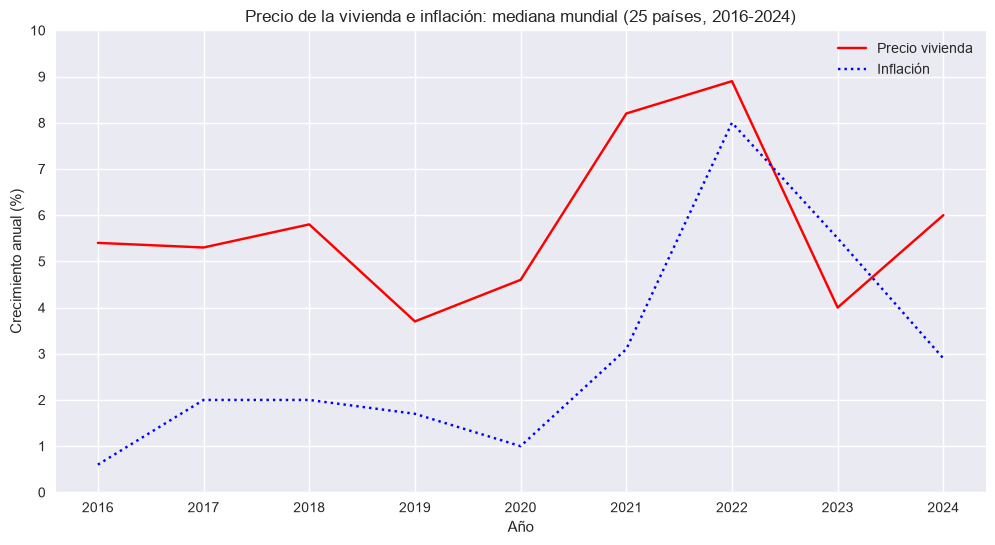 Precio de la vivienda e inflación: mediana mundial (25 países, 2016-2024)
Precio vivienda
Inflación
Crecimiento anual (%)
10
9
8
7
6
5
4
3
2
1
0
2016 2017 2018 2019 2020 2021 2022 2023 2024
Año